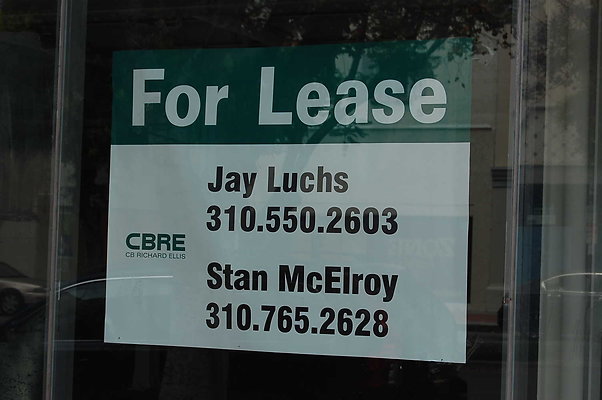 For Lease
Jay Luchs
310.550.2603
CBRE
CB RICHARD ELLIS
Stan McElroy
310.765.2628